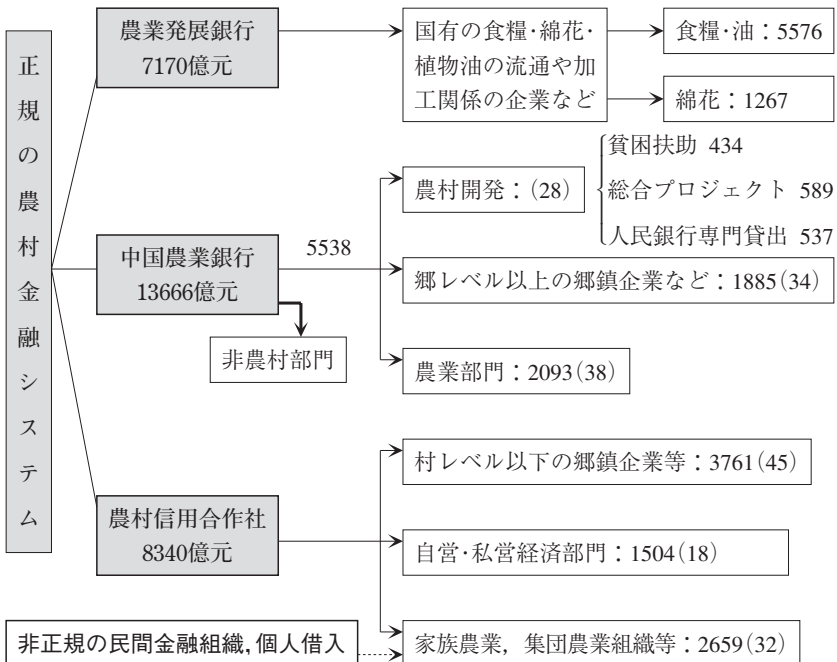 正規の農村金融システム
農業発展銀行
7170億元
国有の食糧·綿花·
植物油の流通や加
工関係の企業など
食糧·油：5576
綿花：1267
中国農業銀行
13666億元
5538
非農村部門
農村開発：(28)
貧困扶助 434
総合プロジェクト 589
人民銀行専門貸出 537
郷レベル以上の郷鎮企業など：1885(34)
農業部門：2093(38)
農村信用合作社
8340億元
村レベル以下の郷鎮企業等：3761(45)
自営·私営経済部門：1504(18)
家族農業，集団農業組織等：2659(32)
非正規の民間金融組織，個人借入